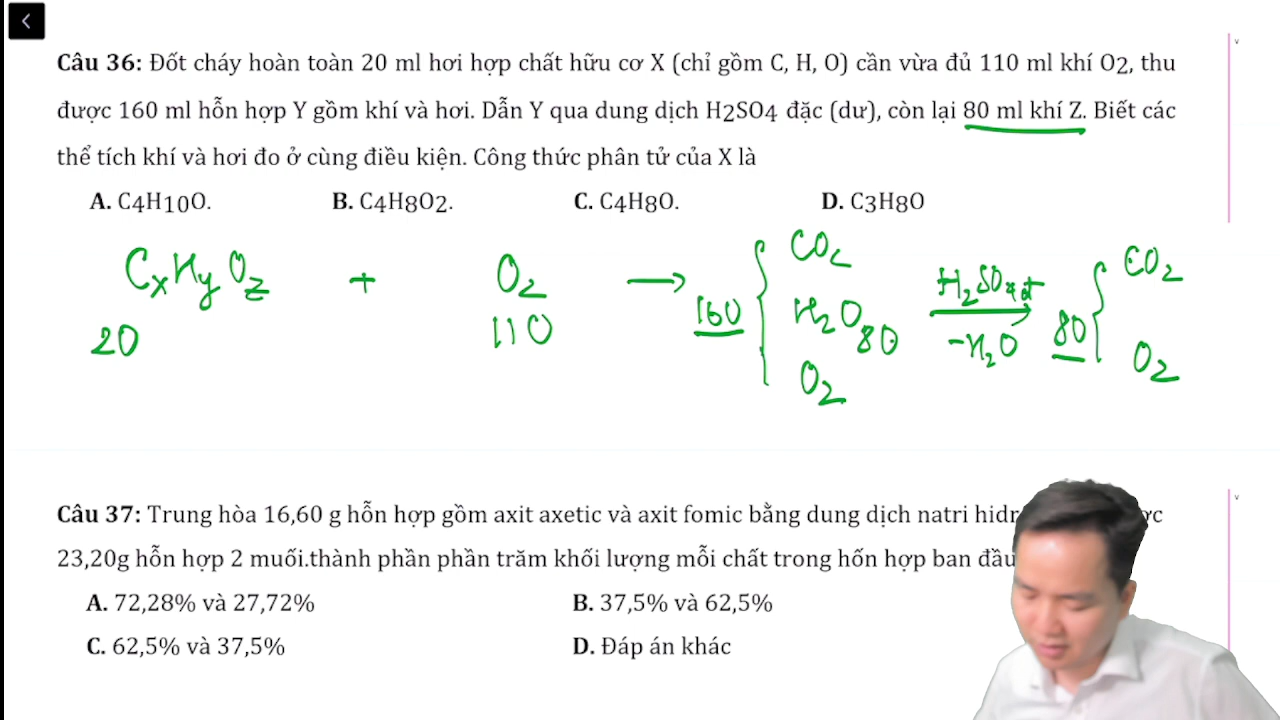 Câu 36: Đốt cháy hoàn toàn 20 ml hơi hợp chất hữu cơ X (chỉ gồm C, H, O) cần vừa đủ 110 ml khí O2, thu
được 160 ml hỗn hợp Y gồm khí và hơi. Dẫn Y qua dung dịch H2SO4 đặc (dư), còn lại 80 ml khí Z. Biết các
thể tích khí và hơi đo ở cùng điều kiện. Công thức phân tử của X là
A. C4H10O. B. C4H8O2. C. C4H8O. D. C3H8O
CxHyOz + O2 → 160 { CO2 H2O 80 O2 H2SO4 đ -H2O 80 { CO2 O2
20 110
Câu 37: Trung hòa 16,60 g hỗn hợp gồm axit axetic và axit fomic bằng dung dịch natri
23,20g hỗn hợp 2 muối.thành phần phần trăm khối lượng mỗi chất trong hốn hợp ban đầu
A. 72,28% và 27,72% B. 37,5% và 62,5%
C. 62,5% và 37,5% D. Đáp án khác